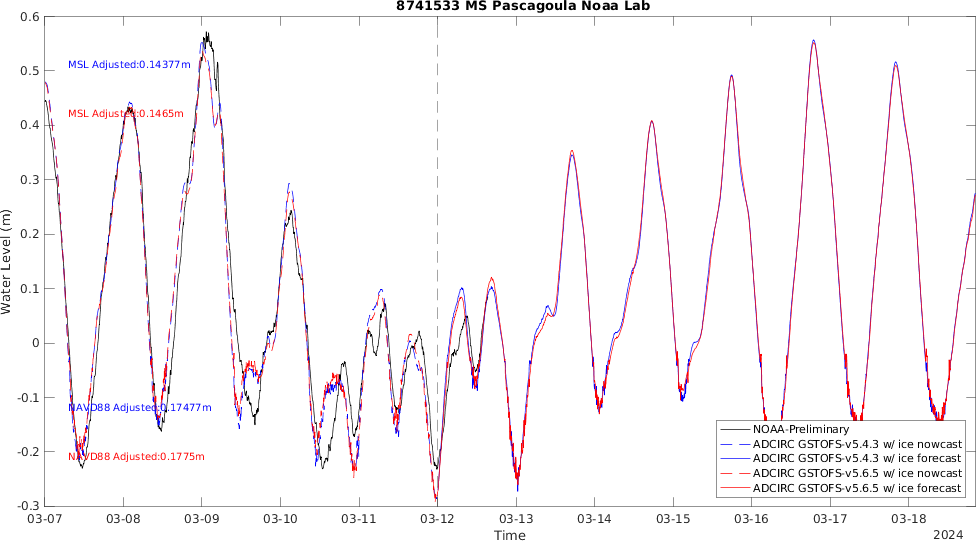 8741533 MS Pascagoula Noaa Lab
0.6
0.5
0.4
0.3
0.2
0.1
0
-0.1
-0.2
-0.3
Water Level (m)
MSL Adjusted:0.14377m
MSL Adjusted:0.1465m
NAVD88 Adjusted:0.17477m
NAVD88 Adjusted:0.1775m
NOAA-Preliminary
ADCIRC GSTOFS-v5.4.3 w/ ice nowcast
ADCIRC GSTOFS-v5.4.3 w/ ice forecast
ADCIRC GSTOFS-v5.6.5 w/ ice nowcast
ADCIRC GSTOFS-v5.6.5 w/ ice forecast
03-07 03-08 03-09 03-10 03-11 03-12 03-13 03-14 03-15 03-16 03-17 03-18
Time
2024